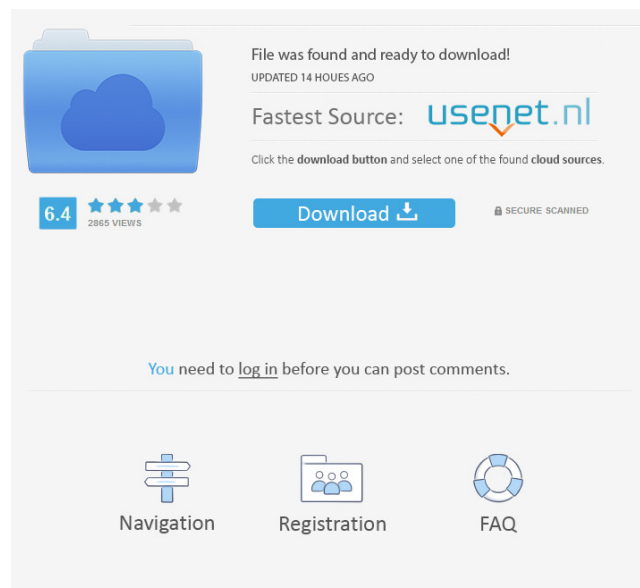 File was found and ready to download!
UPDATED 14 HOUES AGO
Fastest Source: usenet.nl
Click the download button and select one of the found cloud sources.
6.4
2865 VIEWS
Download
SECURE SCANNED
You need to log in before you can post comments.
Navigation
Registration
FAQ